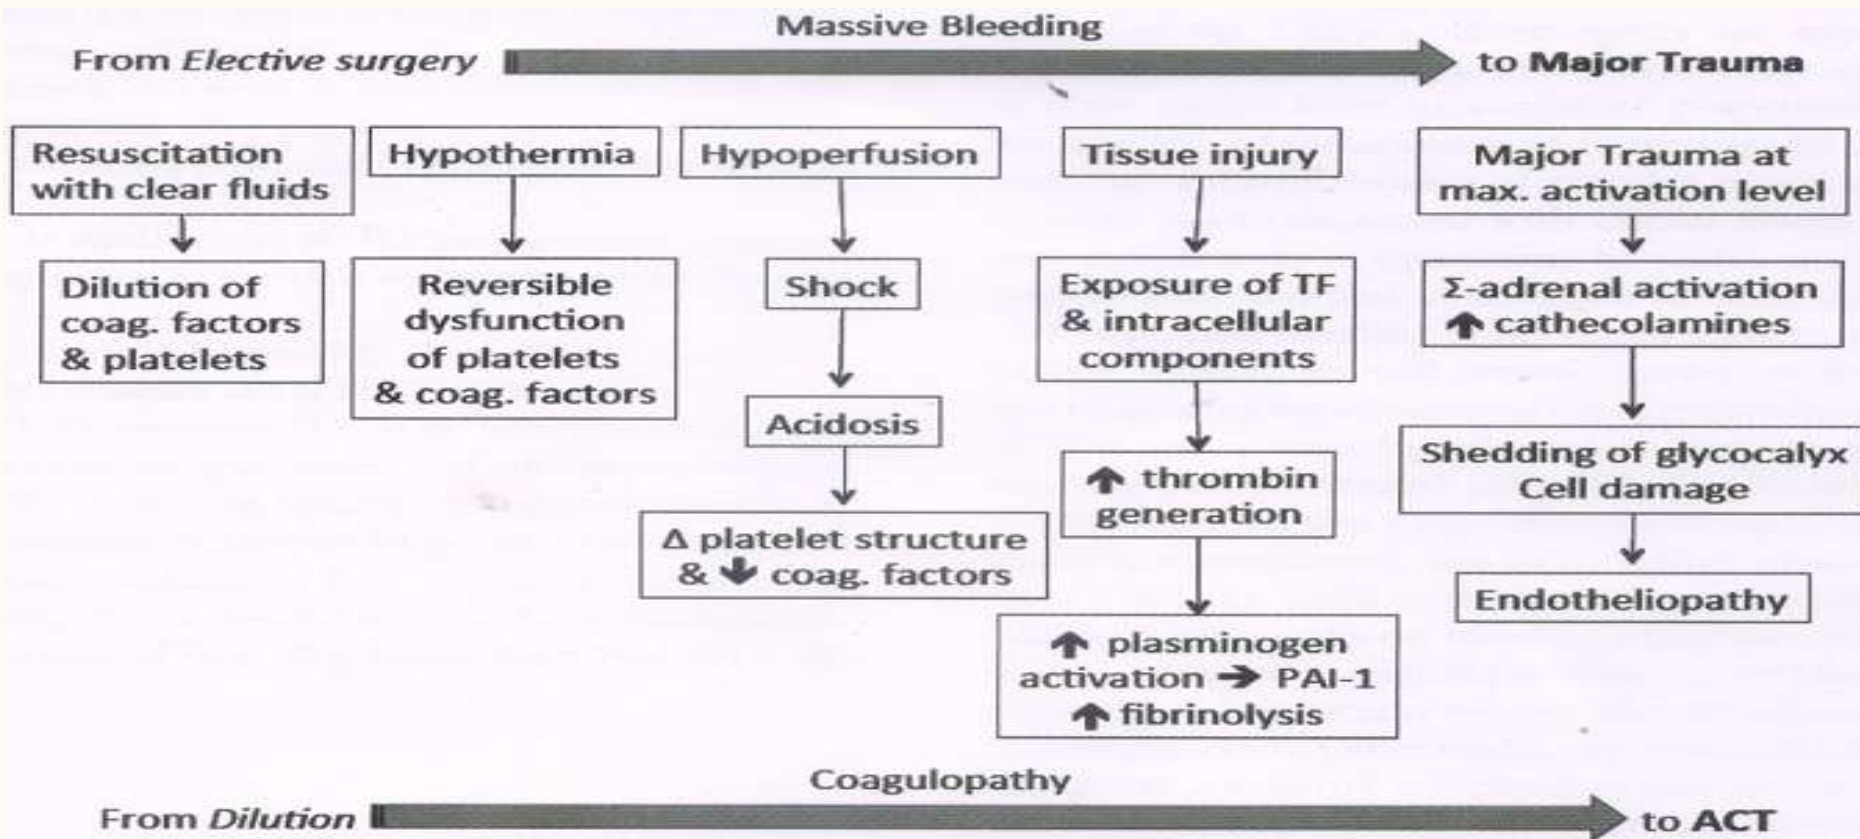 Massive Bleeding
From Elective surgery
to Major Trauma
Resuscitation
with clear fluids
Dilution of
coag. factors
& platelets
Hypothermia
Reversible
dysfunction
of platelets
& coag. factors
Hypoperfusion
Shock
Acidosis
Δ platelet structure
& ⬇ coag. factors
Tissue injury
Exposure of TF
& intracellular
components
⬆ thrombin
generation
⬆ plasminogen
activation ➔ PAI-1
⬆ fibrinolysis
Major Trauma at
max. activation level
Σ-adrenal activation
⬆ cathecolamines
Shedding of glycocalyx
Cell damage
Endotheliopathy
Coagulopathy
From Dilution
to ACT